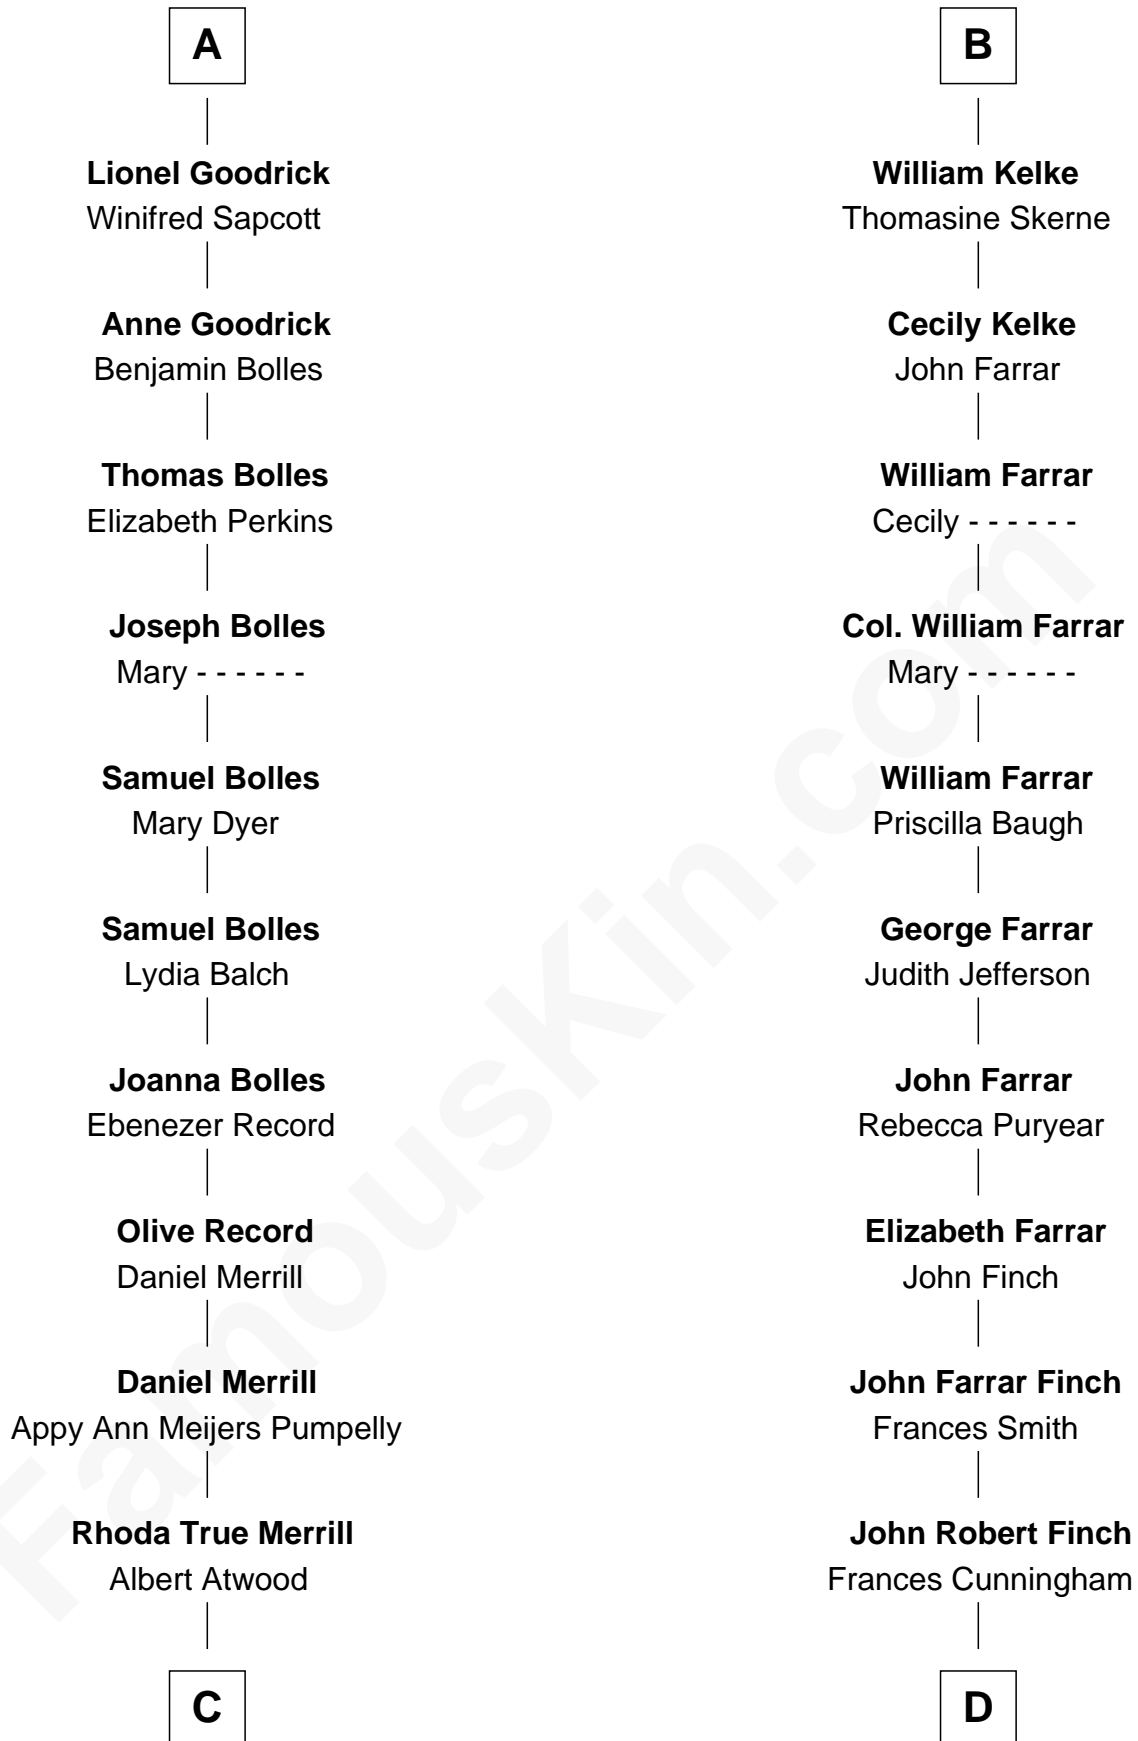 A
Lionel Goodrick
Winifred Sapcott
Anne Goodrick
Benjamin Bolles
Thomas Bolles
Elizabeth Perkins
Joseph Bolles
Mary - - - - - -
Samuel Bolles
Mary Dyer
Samuel Bolles
Lydia Balch
Joanna Bolles
Ebenezer Record
Olive Record
Daniel Merrill
Daniel Merrill
Appy Ann Meijers Pumpelly
Rhoda True Merrill
Albert Atwood
C
B
William Kelke
Thomasine Skerne
Cecily Kelke
John Farrar
William Farrar
Cecily - - - - - -
Col. William Farrar
Mary - - - - - -
William Farrar
Priscilla Baugh
George Farrar
Judith Jefferson
John Farrar
Rebecca Puryear
Elizabeth Farrar
John Finch
John Farrar Finch
Frances Smith
John Robert Finch
Frances Cunningham
D
FamousKin.com